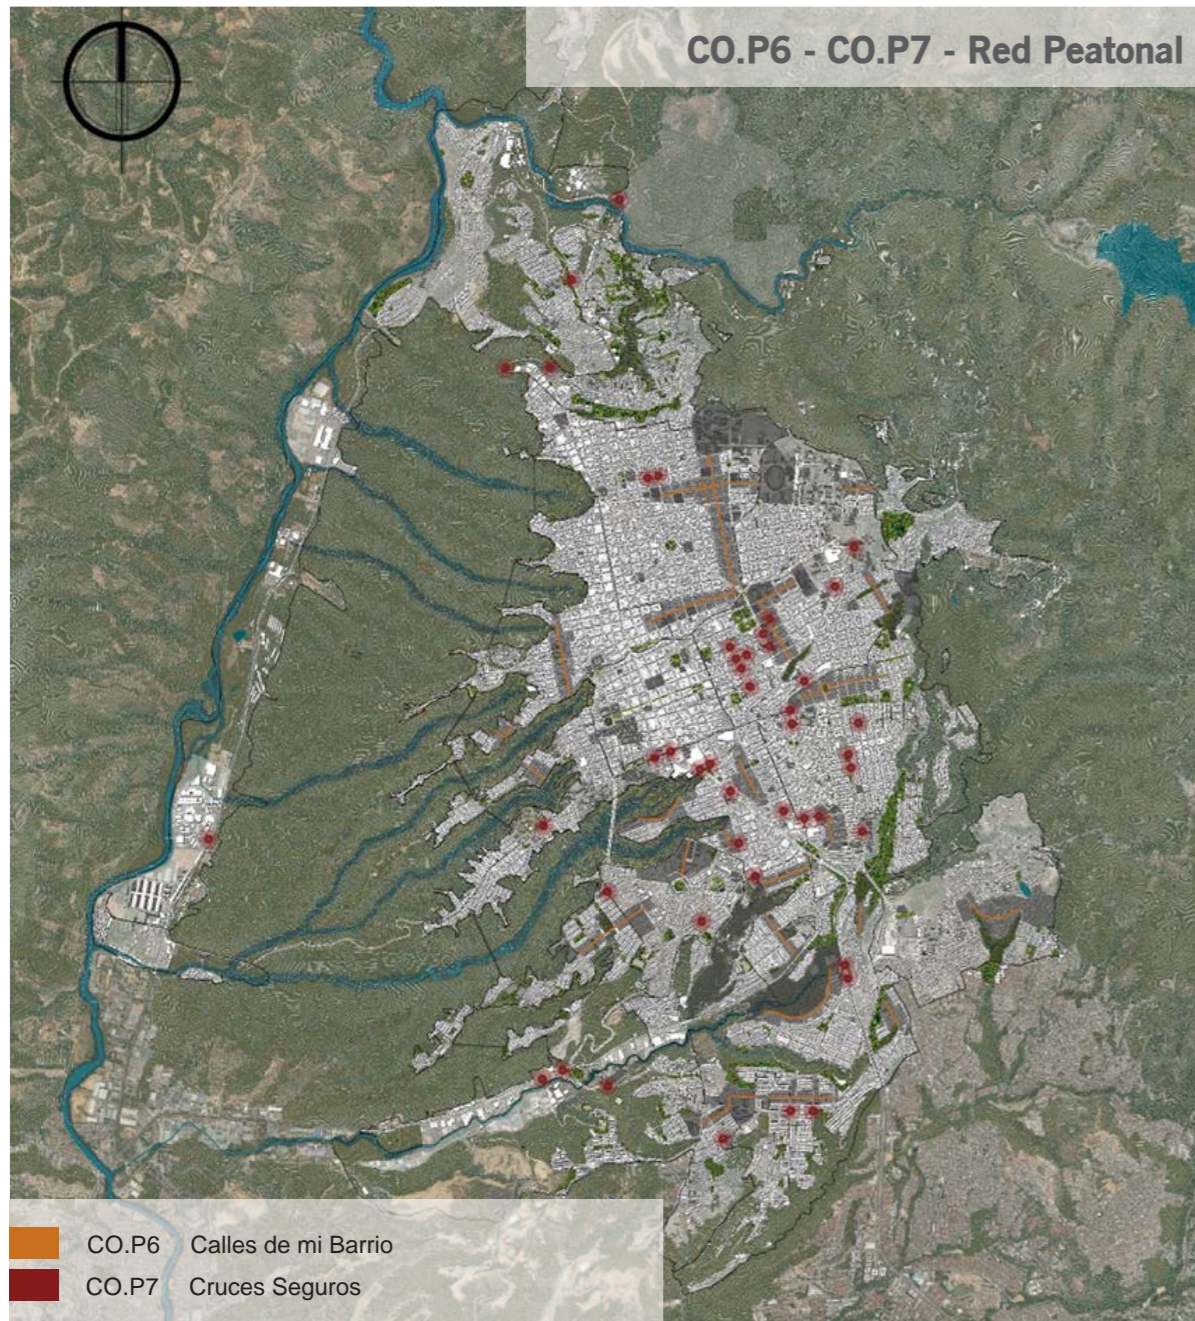 CO.P6 - CO.P7 - Red Peatonal
CO.P6 Calles de mi Barrio
CO.P7 Cruces Seguros